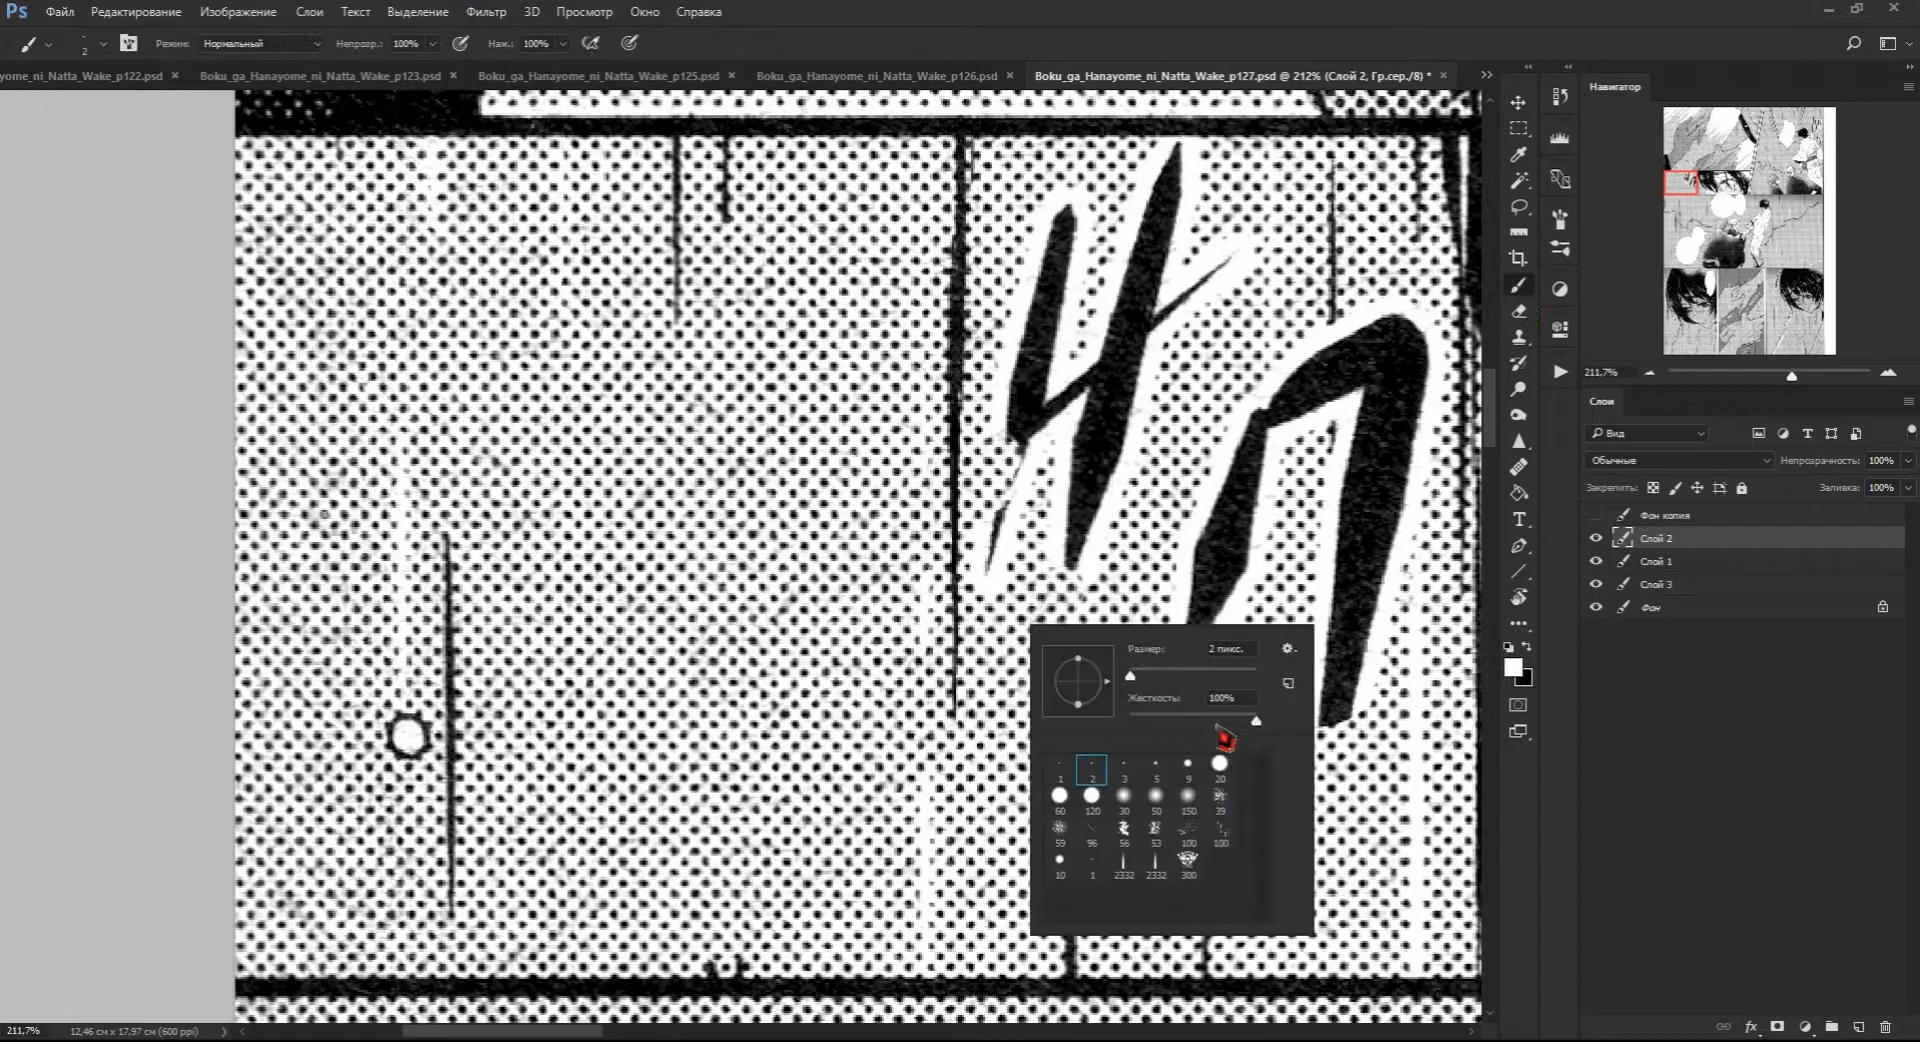 Ps Файл Редактирование Изображение Слои Текст Выделение Фильтр 3D Просмотр Окно Справка
2 Режим: Нормальный Непрозр.: 100% Наж.: 100%
yome_ni_Natta_Wake_p122.psd × Boku_ga_Hanayome_ni_Natta_Wake_p123.psd × Boku_ga_Hanayome_ni_Natta_Wake_p125.psd × Boku_ga_Hanayome_ni_Natta_Wake_p126.psd × Boku_ga_Hanayome_ni_Natta_Wake_p127.psd @ 212% (Слой 2, Гр.сер./8) * ×
Навигатор
211,7%
Слои
Вид
Обычные Непрозрачность: 100%
Закрепить: Заливка: 100%
Фон копия
Слой 2
Слой 1
Слой 3
Фон
Размер: 2 пикс.
Жесткость: 100%
1 2 3 5 9 20
60 120 30 50 150 39
59 96 56 53 100 100
10 1 2332 2332 300
211,7% 12,46 см x 17,97 см (600 ppi)
fx